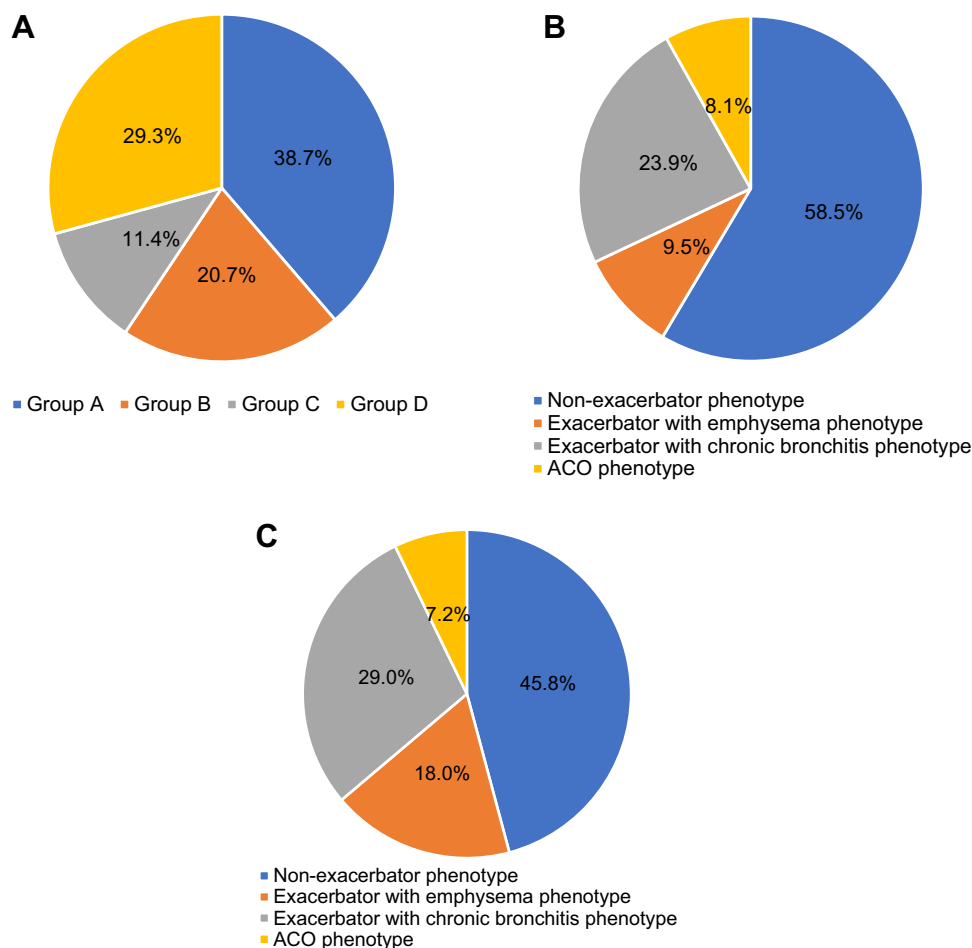 A
29.3%
38.7%
11.4%
20.7%
Group A Group B Group C Group D
B
8.1%
23.9%
58.5%
9.5%
Non-exacerbator phenotype
Exacerbator with emphysema phenotype
Exacerbator with chronic bronchitis phenotype
ACO phenotype
C
7.2%
29.0%
45.8%
18.0%
Non-exacerbator phenotype
Exacerbator with emphysema phenotype
Exacerbator with chronic bronchitis phenotype
ACO phenotype